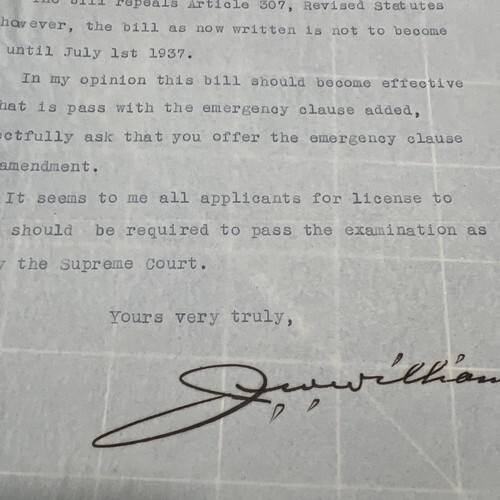 The bill repeals Article 307, Revised Statutes
however, the bill as now written is not to become
until July 1st 1937.
In my opinion this bill should become effective
hat is pass with the emergency clause added,
ctfully ask that you offer the emergency clause
amendment.
It seems to me all applicants for license to
should be required to pass the examination as
y the Supreme Court.
Yours very truly,
J.W. William